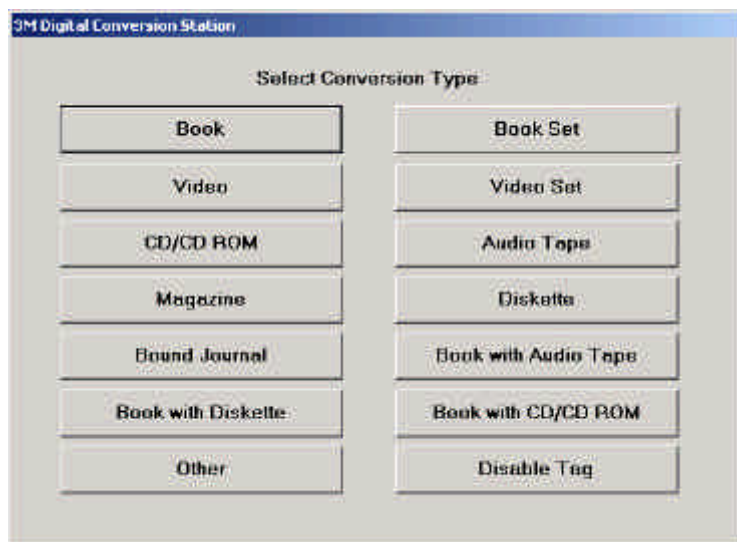 3M Digital Conversion Station
Select Conversion Type
Book Book Set
Video Video Set
CD/CD ROM Audio Tape
Magazine Diskette
Bound Journal Book with Audio Tape
Book with Diskette Book with CD/CD ROM
Other Disable Tag